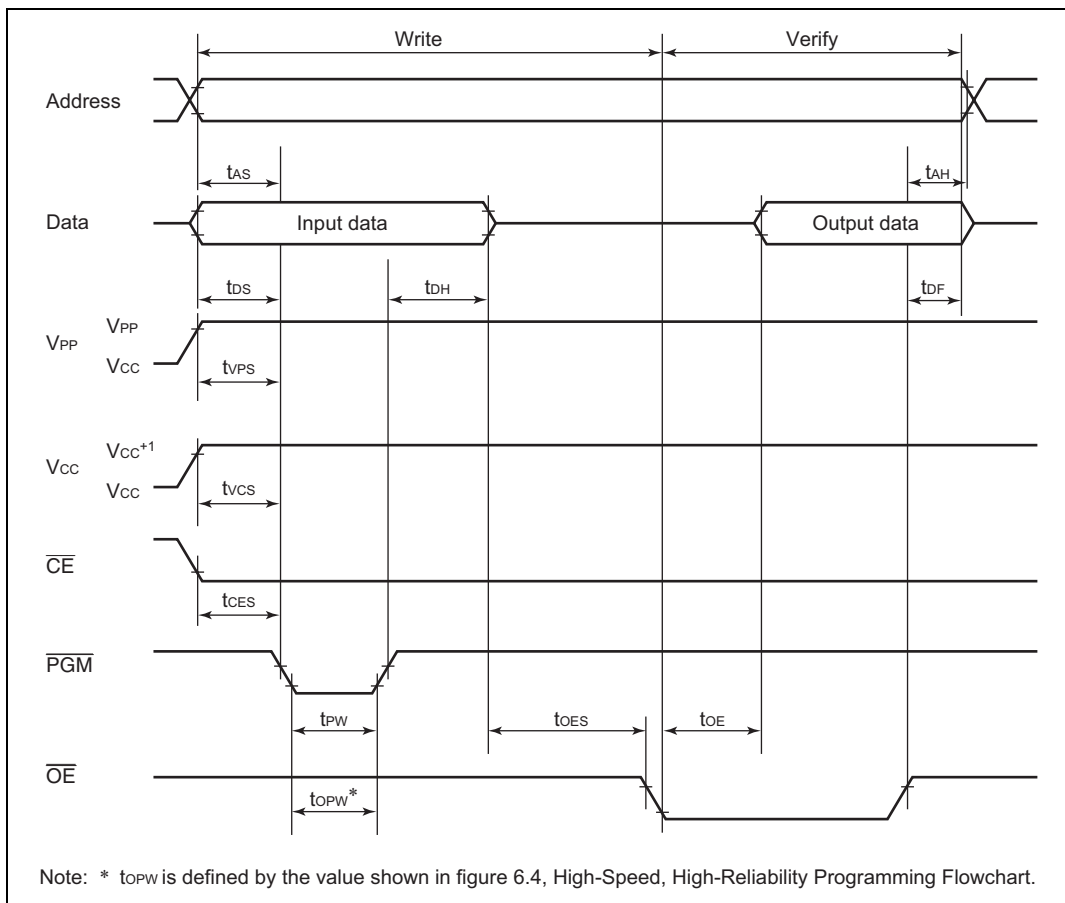 Write Verify
Address
tAS tAH
Data Input data Output data
tDS tDH tDF
VPP VPP
VCC
tVPS
VCC VCC+1
VCC
tVCS
CE
tCES
PGM
tPW tOES tOE
OE
tOPW*
Note: * tOPW is defined by the value shown in figure 6.4, High-Speed, High-Reliability Programming Flowchart.